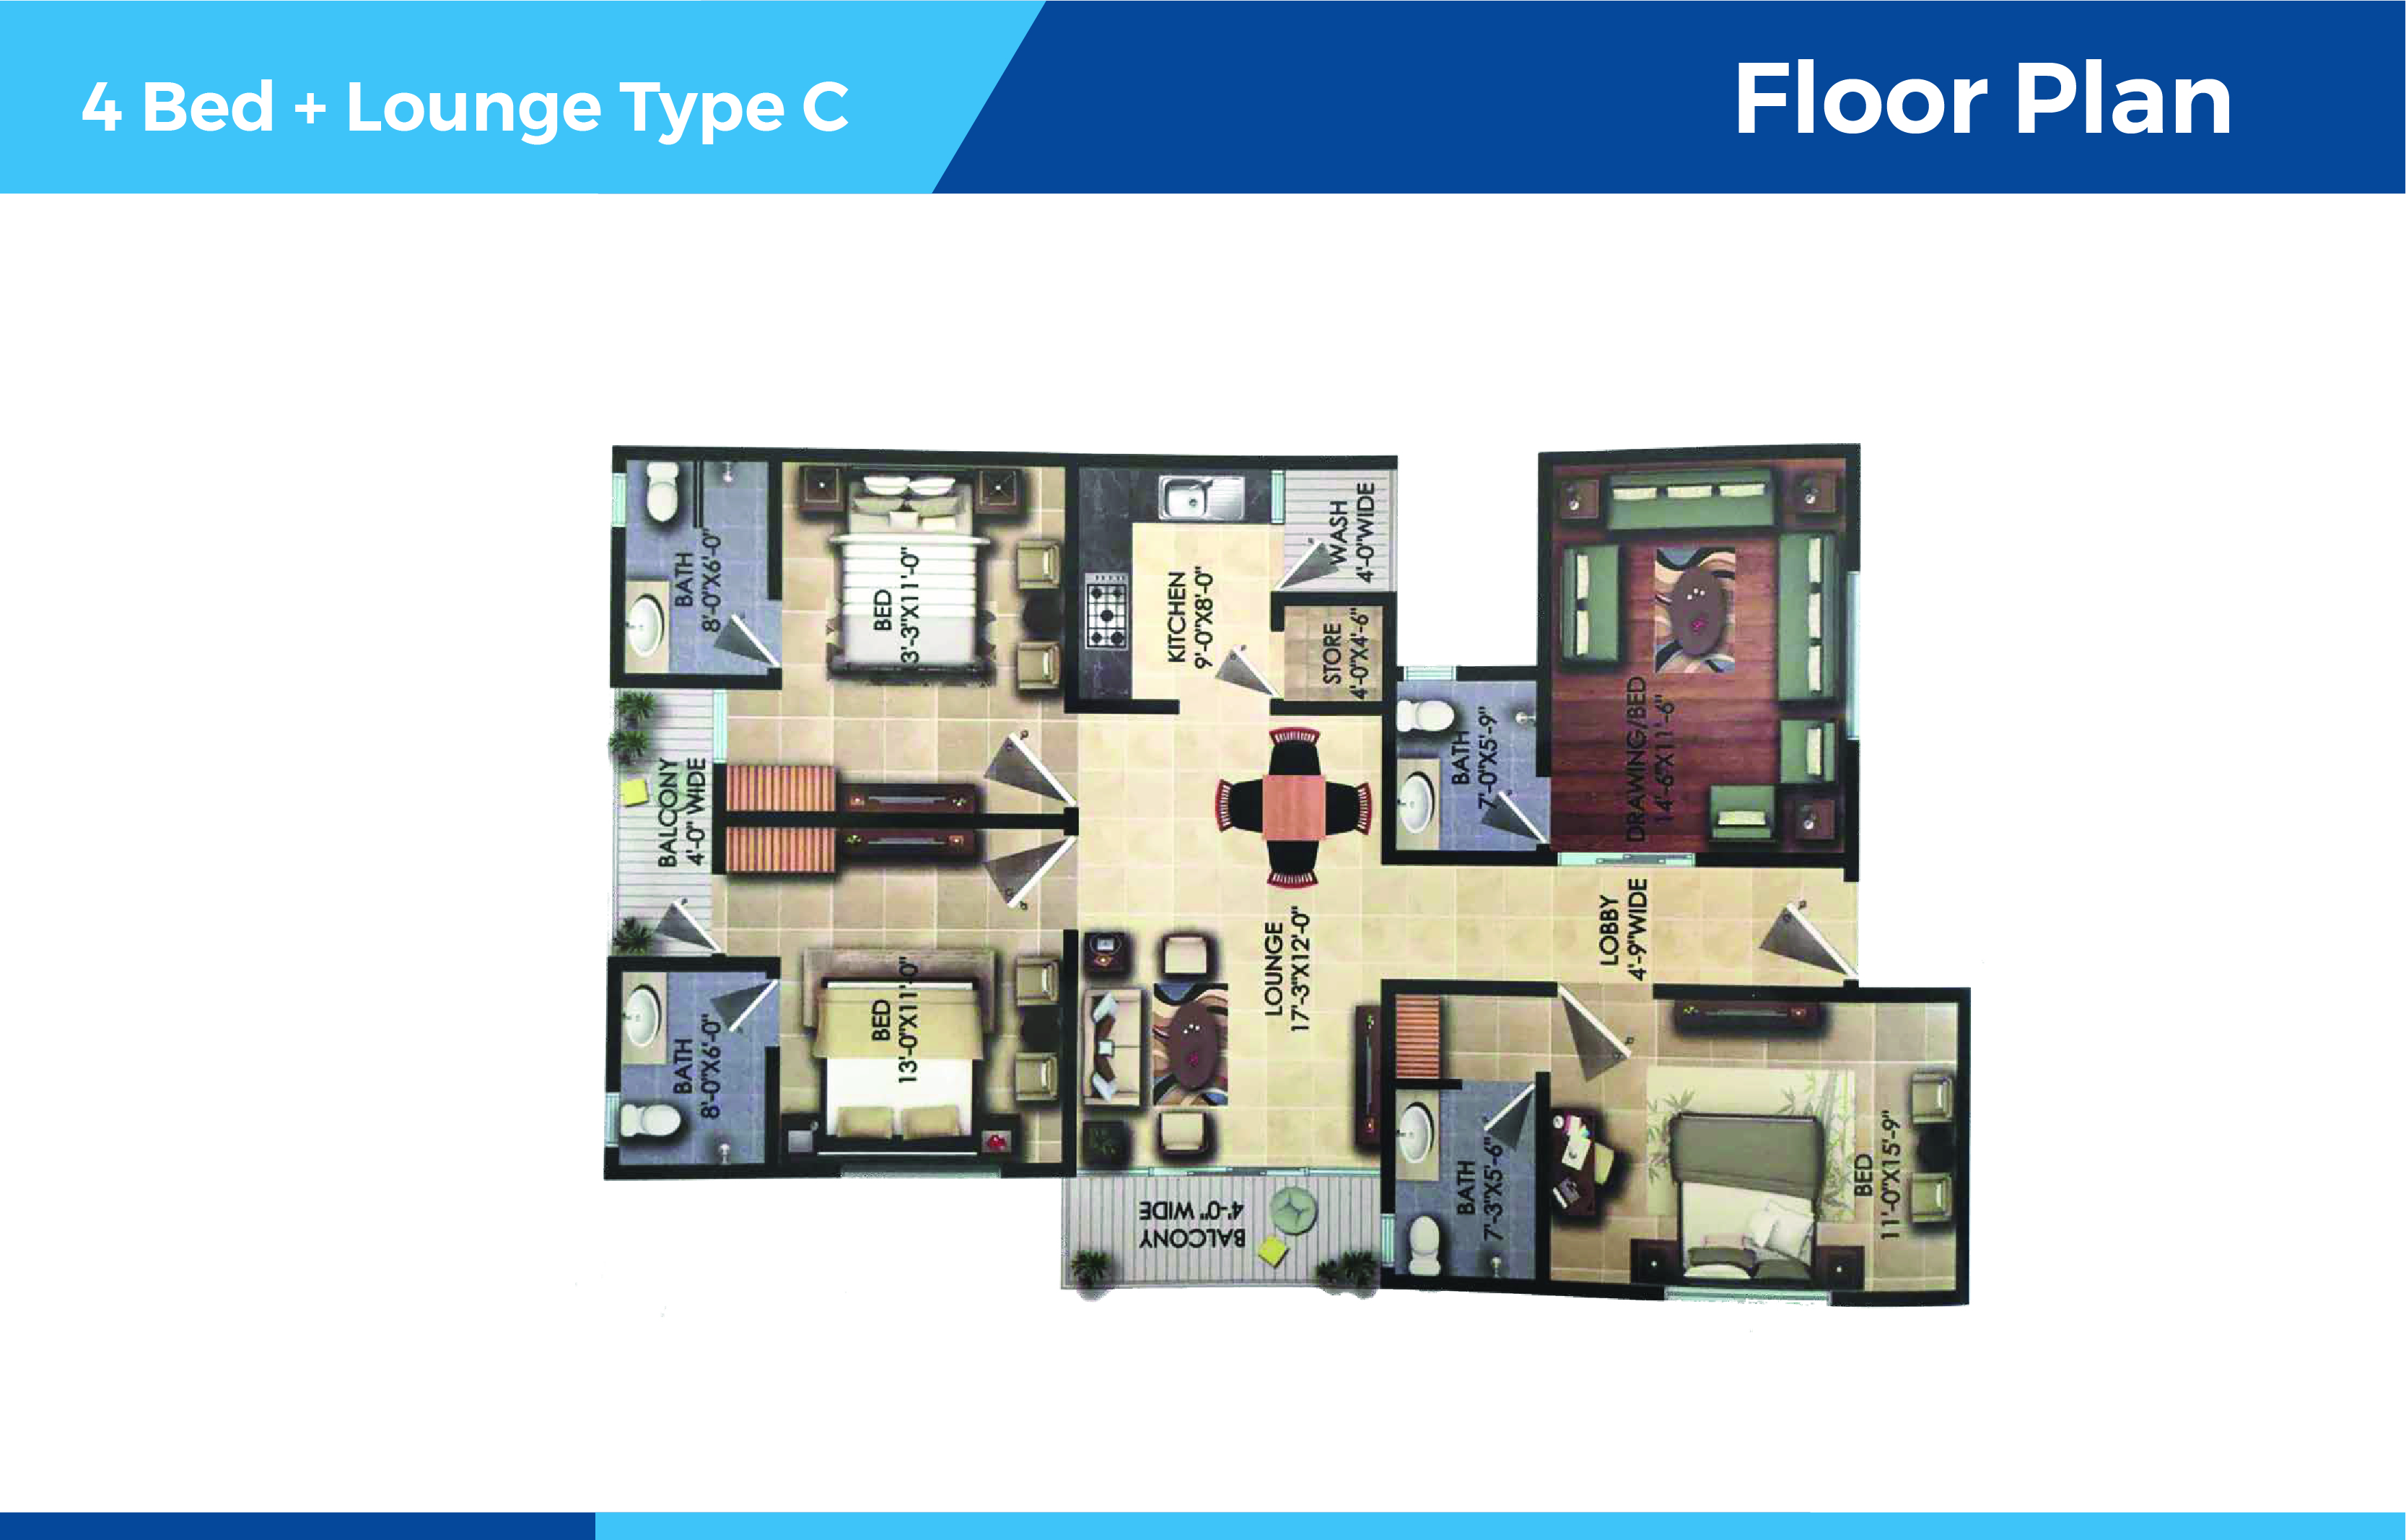 4 Bed + Lounge Type C
Floor Plan
BATH
8'-0"X6'-0"
BED
3'-3"X11'-0"
KITCHEN
9'-0"X8'-0"
WASH
4'-0"WIDE
STORE
4'-0"X4'-6"
BATH
7'-0"X5'-9"
DRAWING/BED
14'-6"X11'-6"
BALCONY
4'-0" WIDE
BED
13'-0"X11'-0"
BATH
8'-0"X6'-0"
LOUNGE
17'-3"X12'-0"
LOBBY
4'-9"WIDE
BALCONY
4'-0" WIDE
BATH
7'-3"X5'-6"
BED
11'-0"X15'-9"